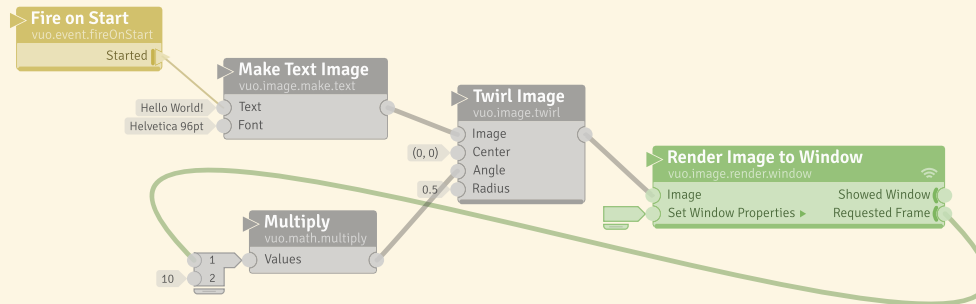 Fire on Start
vuo.event.fireOnStart
Started
Make Text Image
vuo.image.make.text
Hello World! Text
Helvetica 96pt Font
Twirl Image
vuo.image.twirl
Image
(0, 0) Center
Angle
0.5 Radius
Render Image to Window
vuo.image.render.window
Image Showed Window
Set Window Properties Requested Frame
Multiply
vuo.math.multiply
1 Values
10 2